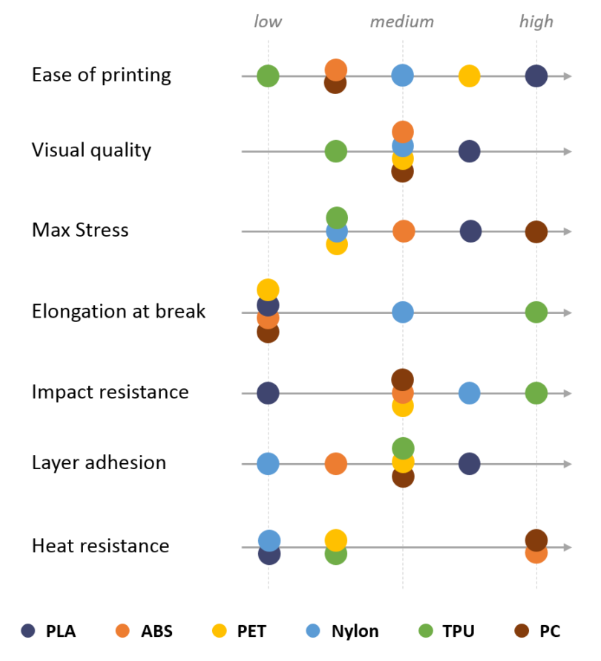 low medium high
Ease of printing
Visual quality
Max Stress
Elongation at break
Impact resistance
Layer adhesion
Heat resistance
PLA ABS PET Nylon TPU PC